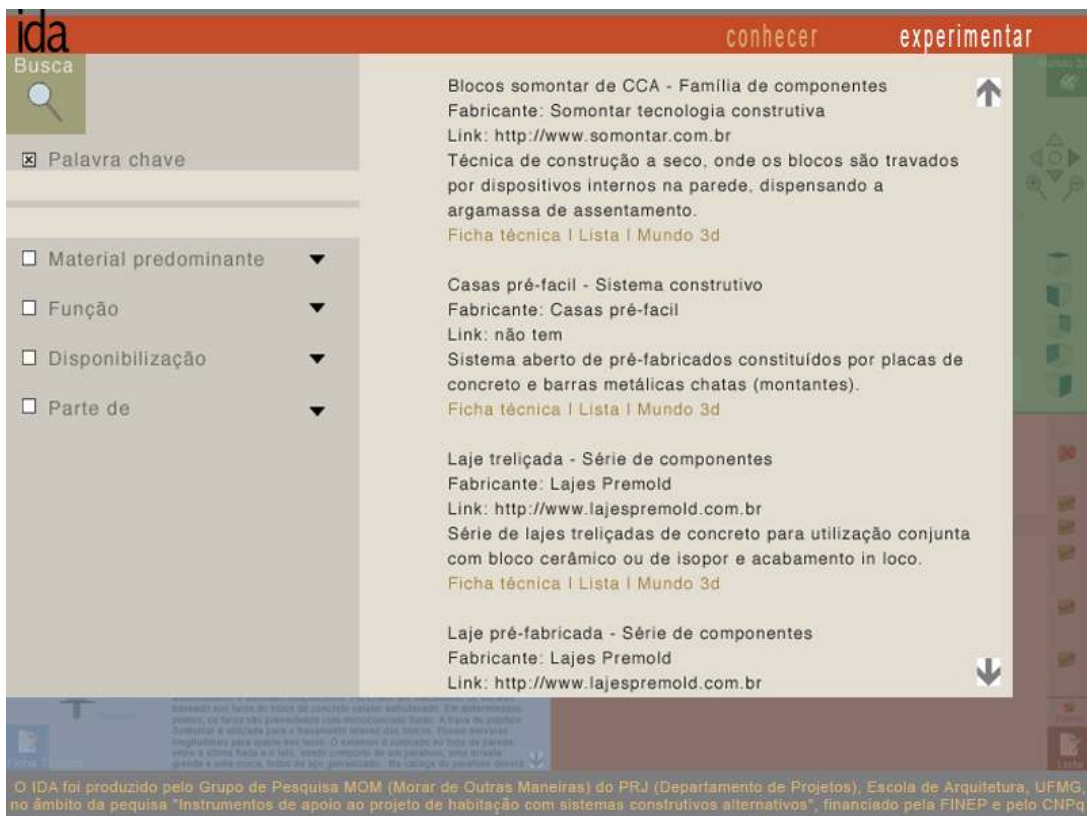 ida
conhecer
experimentar
Busca
Palavra chave
Material predominante
Função
Disponibilização
Parte de
Blocos somontar de CCA - Família de componentes
Fabricante: Somontar tecnologia construtiva
Link: http://www.somontar.com.br
Técnica de construção a seco, onde os blocos são travados
por dispositivos internos na parede, dispensando a
argamassa de assentamento.
Ficha técnica I Lista I Mundo 3d
Casas pré-facil - Sistema construtivo
Fabricante: Casas pré-facil
Link: não tem
Sistema aberto de pré-fabricados constituídos por placas de
concreto e barras metálicas chatas (montantes).
Ficha técnica I Lista I Mundo 3d
Laje treliçada - Série de componentes
Fabricante: Lajes Premold
Link: http://www.lajespremold.com.br
Série de lajes treliçadas de concreto para utilização conjunta
com bloco cerâmico ou de isopor e acabamento in loco.
Ficha técnica I Lista I Mundo 3d
Laje pré-fabricada - Série de componentes
Fabricante: Lajes Premold
Link: http://www.lajespremold.com.br
Lista
O IDA foi produzido pelo Grupo de Pesquisa MOM (Morar de Outras Maneiras) do PRJ (Departamento de Projetos), Escola de Arquitetura, UFMG,
no âmbito da pequisa "Instrumentos de apoio ao projeto de habitação com sistemas construtivos alternativos", financiado pela FINEP e pelo CNPq.